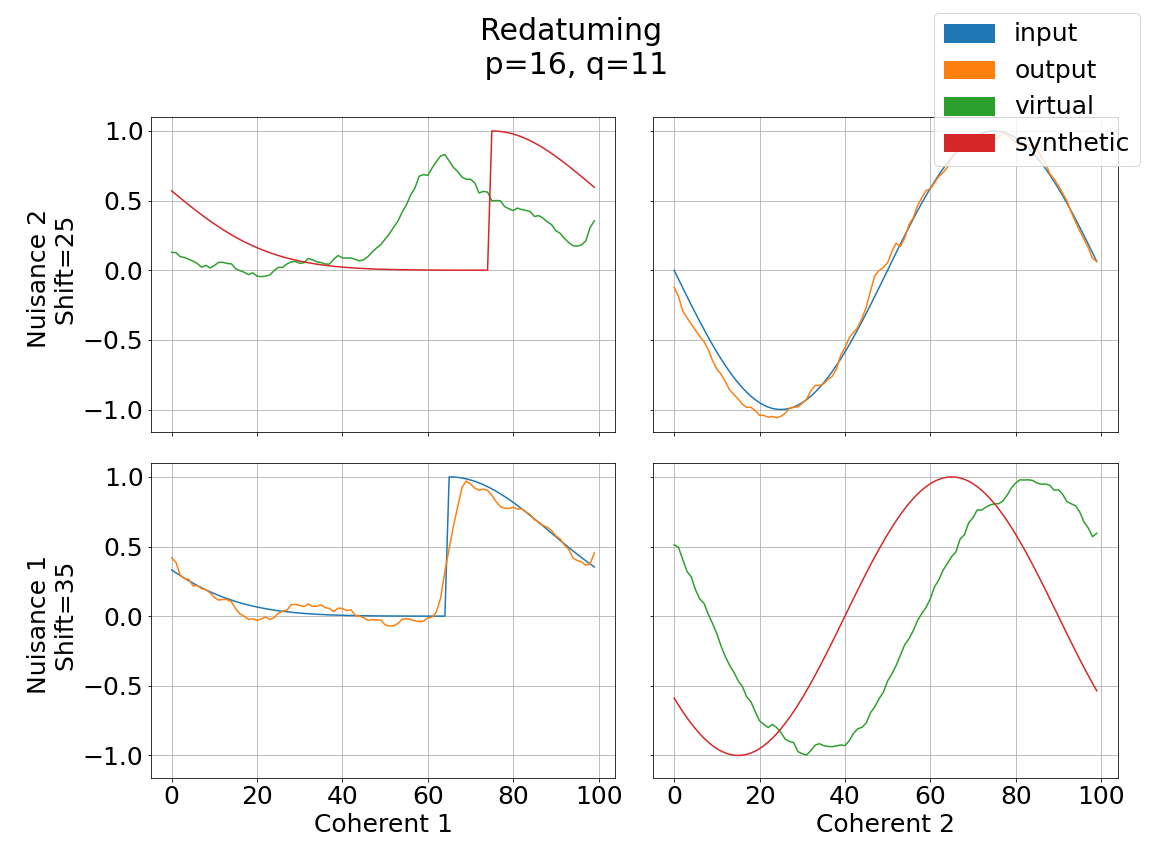 Redatuming
p=16, q=11
input
output
virtual
synthetic
Nuisance 2
Shift=25
1.0
0.5
0.0
−0.5
−1.0
Nuisance 1
Shift=35
1.0
0.5
0.0
−0.5
−1.0
0 20 40 60 80 100
Coherent 1
0 20 40 60 80 100
Coherent 2